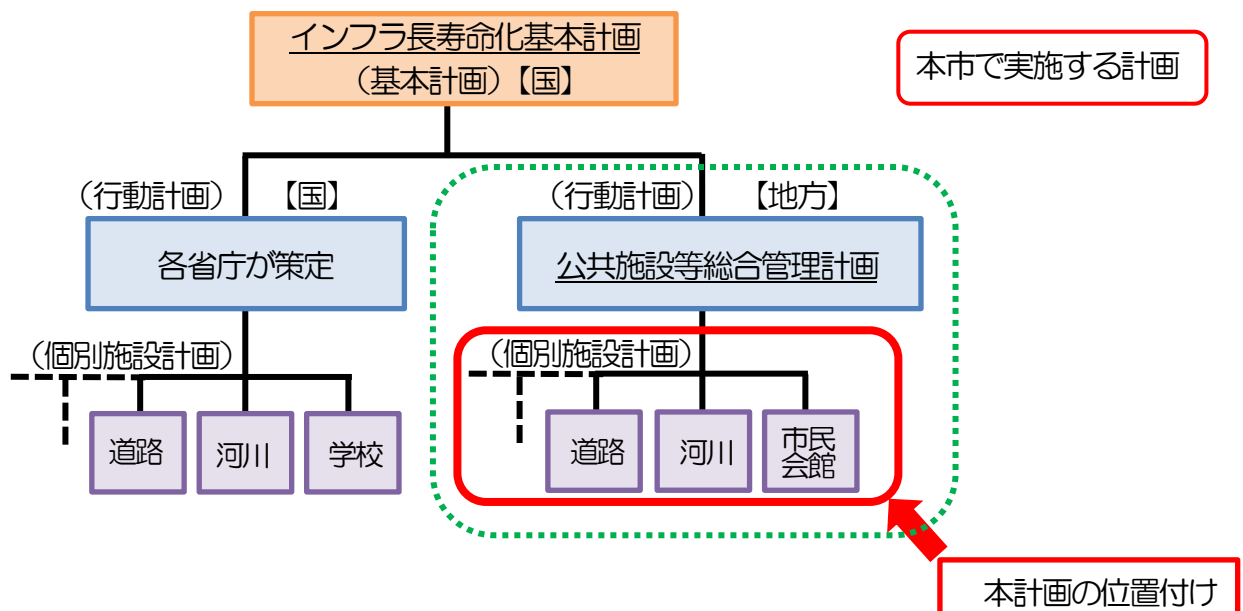 インフラ長寿命化基本計画
（基本計画）【国】
本市で実施する計画
（行動計画）　【国】
各省庁が策定
（個別施設計画）
道路
河川
学校
（行動計画）　【地方】
公共施設等総合管理計画
（個別施設計画）
道路
河川
市民
会館
本計画の位置付け